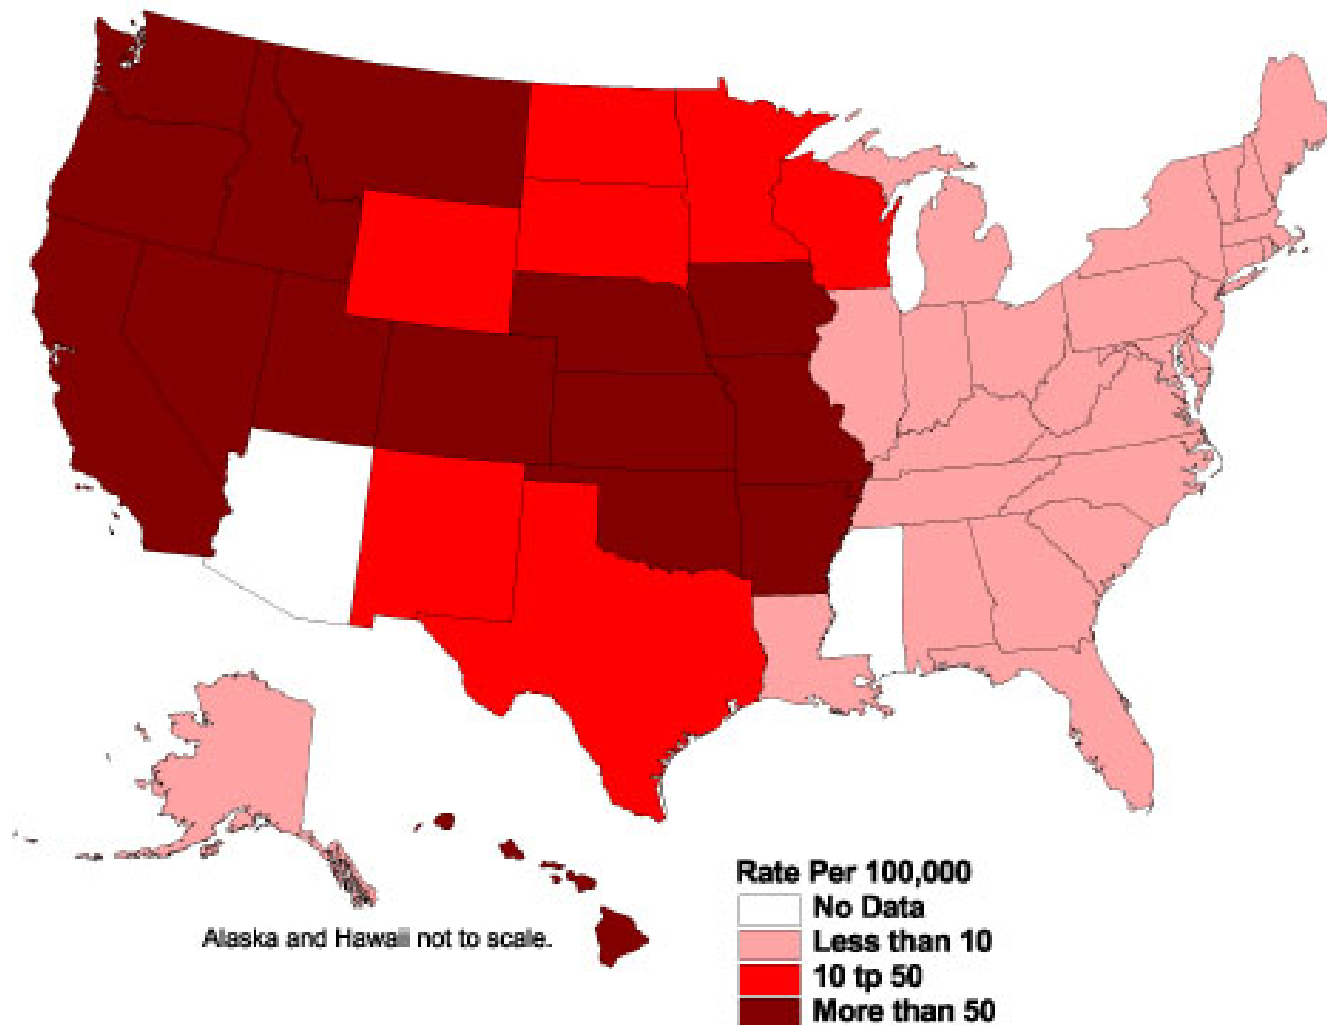 Alaska and Hawaii not to scale.
Rate Per 100,000
No Data
Less than 10
10 tp 50
More than 50